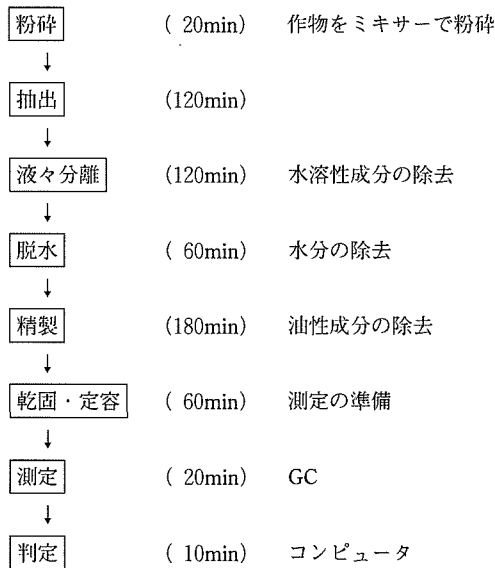 粉砕 ( 20min) 作物をミキサーで粉砕
↓
抽出 (120min)
↓
液々分離 (120min) 水溶性成分の除去
↓
脱水 ( 60min) 水分の除去
↓
精製 (180min) 油性成分の除去
↓
乾固・定容 ( 60min) 測定の準備
↓
測定 ( 20min) GC
↓
判定 ( 10min) コンピュータ